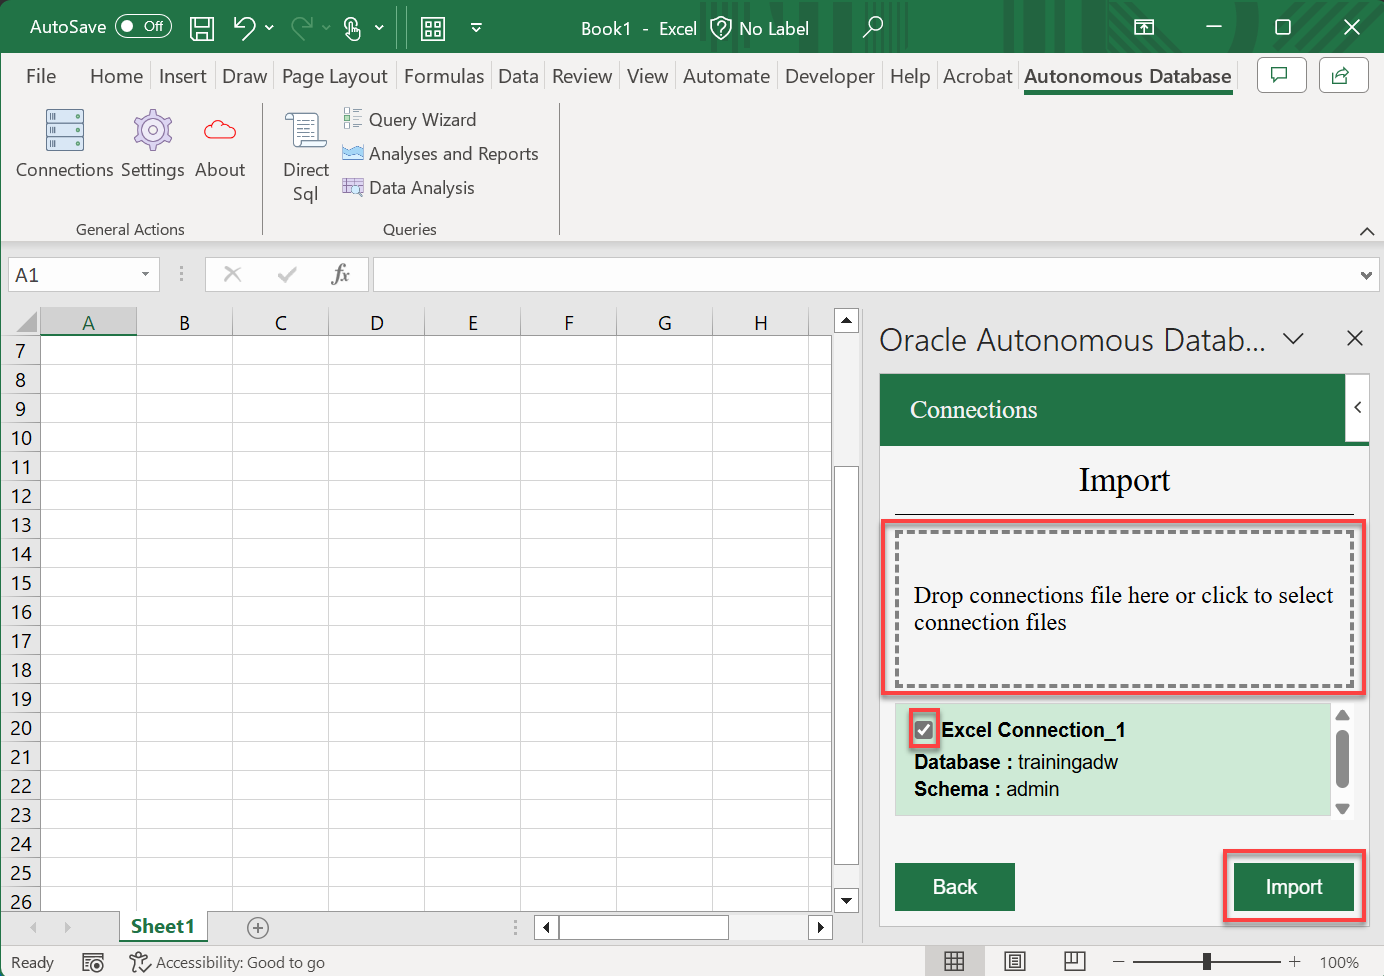 AutoSave Off Book1 - Excel No Label
File Home Insert Draw Page Layout Formulas Data Review View Automate Developer Help Acrobat Autonomous Database
Connections Settings About
Direct Sql
Query Wizard
Analyses and Reports
Data Analysis
General Actions
Queries
A1 fx
A B C D E F G H
7
8
9
10
11
12
13
14
15
16
17
18
19
20
21
22
23
24
25
26
Oracle Autonomous Datab...
Connections
Import
Drop connections file here or click to select
connection files
Excel Connection_1
Database : trainingadw
Schema : admin
Back Import
Sheet1
Ready Accessibility: Good to go 100%